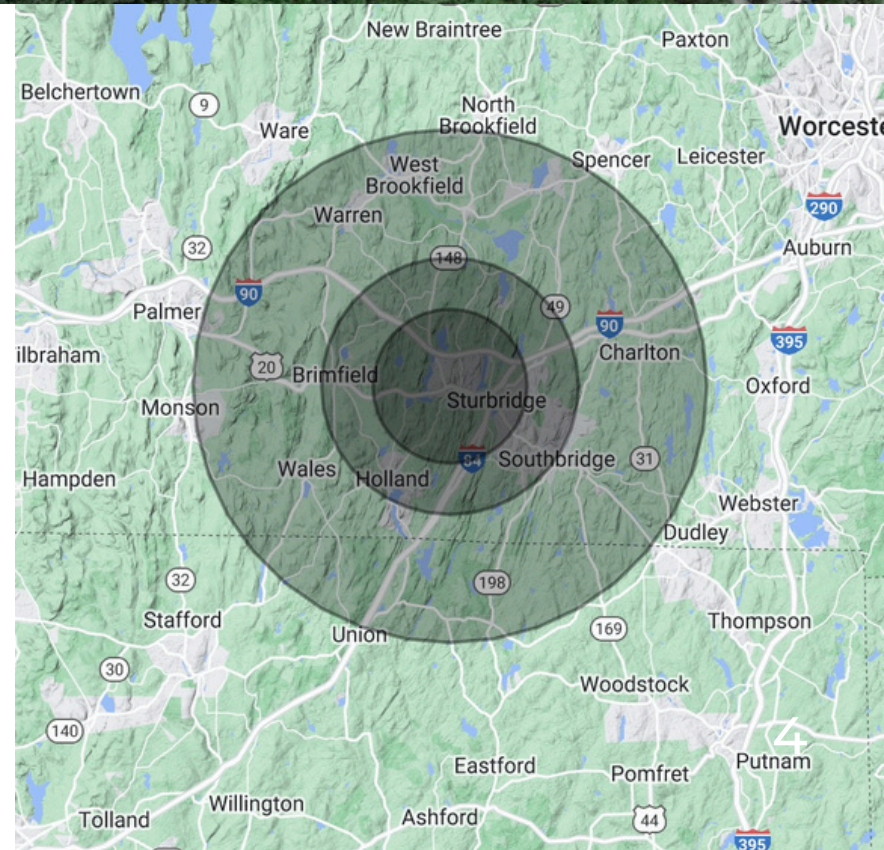 New Braintree
Paxton
Belchertown
9
North
Brookfield
Ware
Worceste
West
Brookfield
Spencer
Leicester
290
Warren
32
148
Auburn
90
49
Palmer
90
395
ilbraham
Charlton
20
Brimfield
Oxford
Sturbridge
Monson
Wales
Southbridge
31
84
Hampden
Holland
Webster
Dudley
32
198
Stafford
Union
169
Thompson
30
Woodstock
140
4
Eastford
Pomfret
Putnam
Tolland
Willington
Ashford
44
395